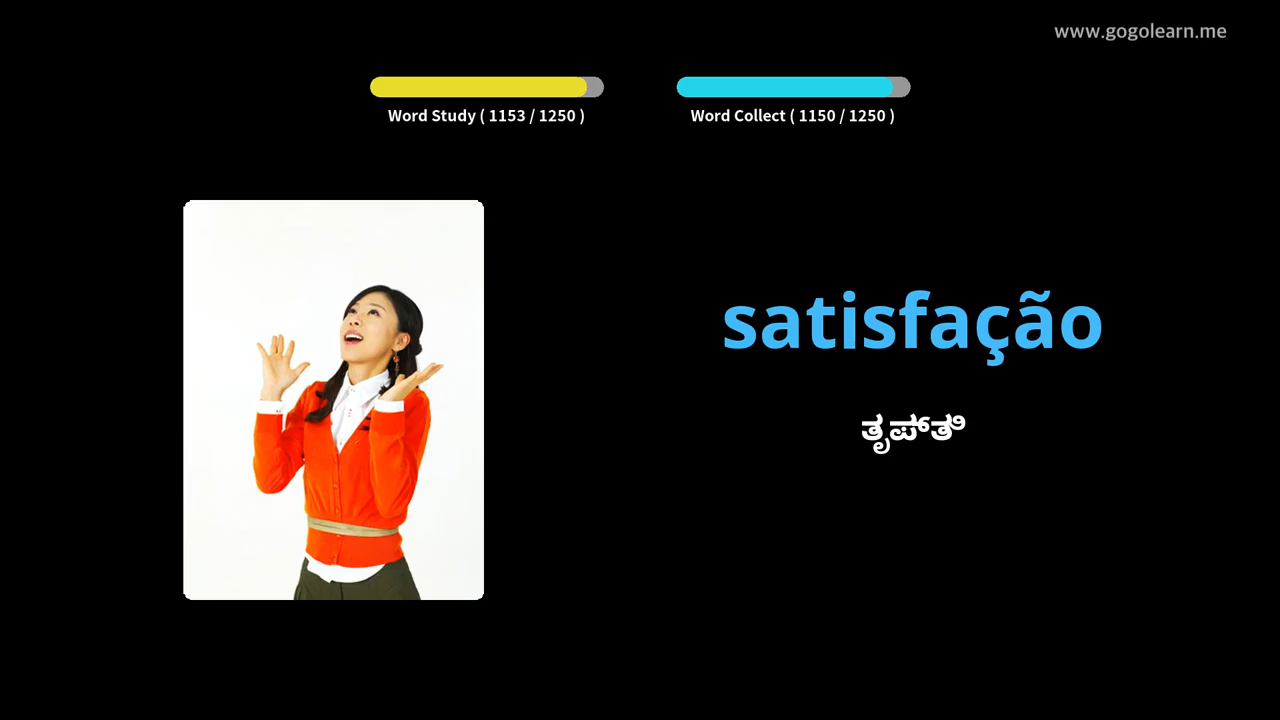 www.gogolearn.me
Word Study ( 1153 / 1250 )
Word Collect ( 1150 / 1250 )
satisfação
ತೃಪ್ತಿ